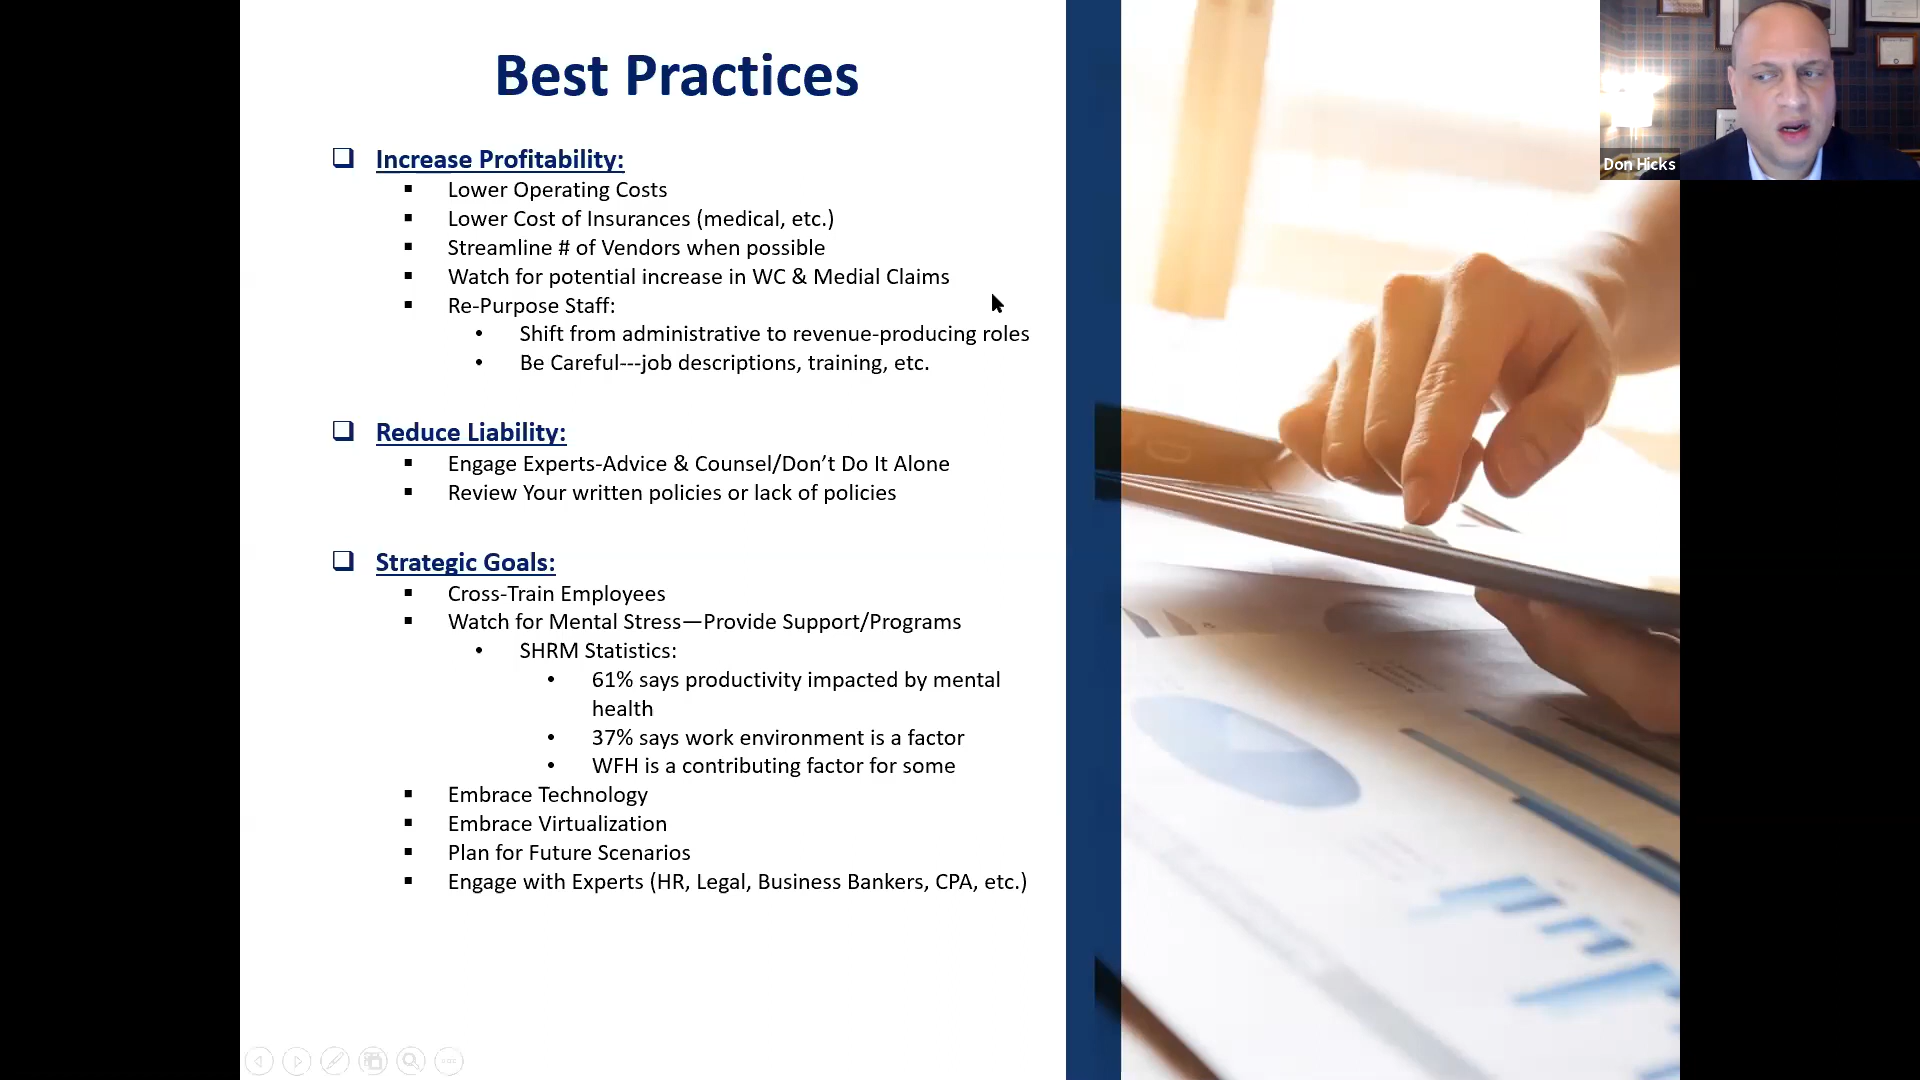 Best Practices
Increase Profitability:
Lower Operating Costs
Lower Cost of Insurances (medical, etc.)
Streamline # of Vendors when possible
Watch for potential increase in WC & Medial Claims
Re-Purpose Staff:
Shift from administrative to revenue-producing roles
Be Careful---job descriptions, training, etc.
Reduce Liability:
Engage Experts-Advice & Counsel/Don’t Do It Alone
Review Your written policies or lack of policies
Strategic Goals:
Cross-Train Employees
Watch for Mental Stress—Provide Support/Programs
SHRM Statistics:
61% says productivity impacted by mental
health
37% says work environment is a factor
WFH is a contributing factor for some
Embrace Technology
Embrace Virtualization
Plan for Future Scenarios
Engage with Experts (HR, Legal, Business Bankers, CPA, etc.)
Don Hicks